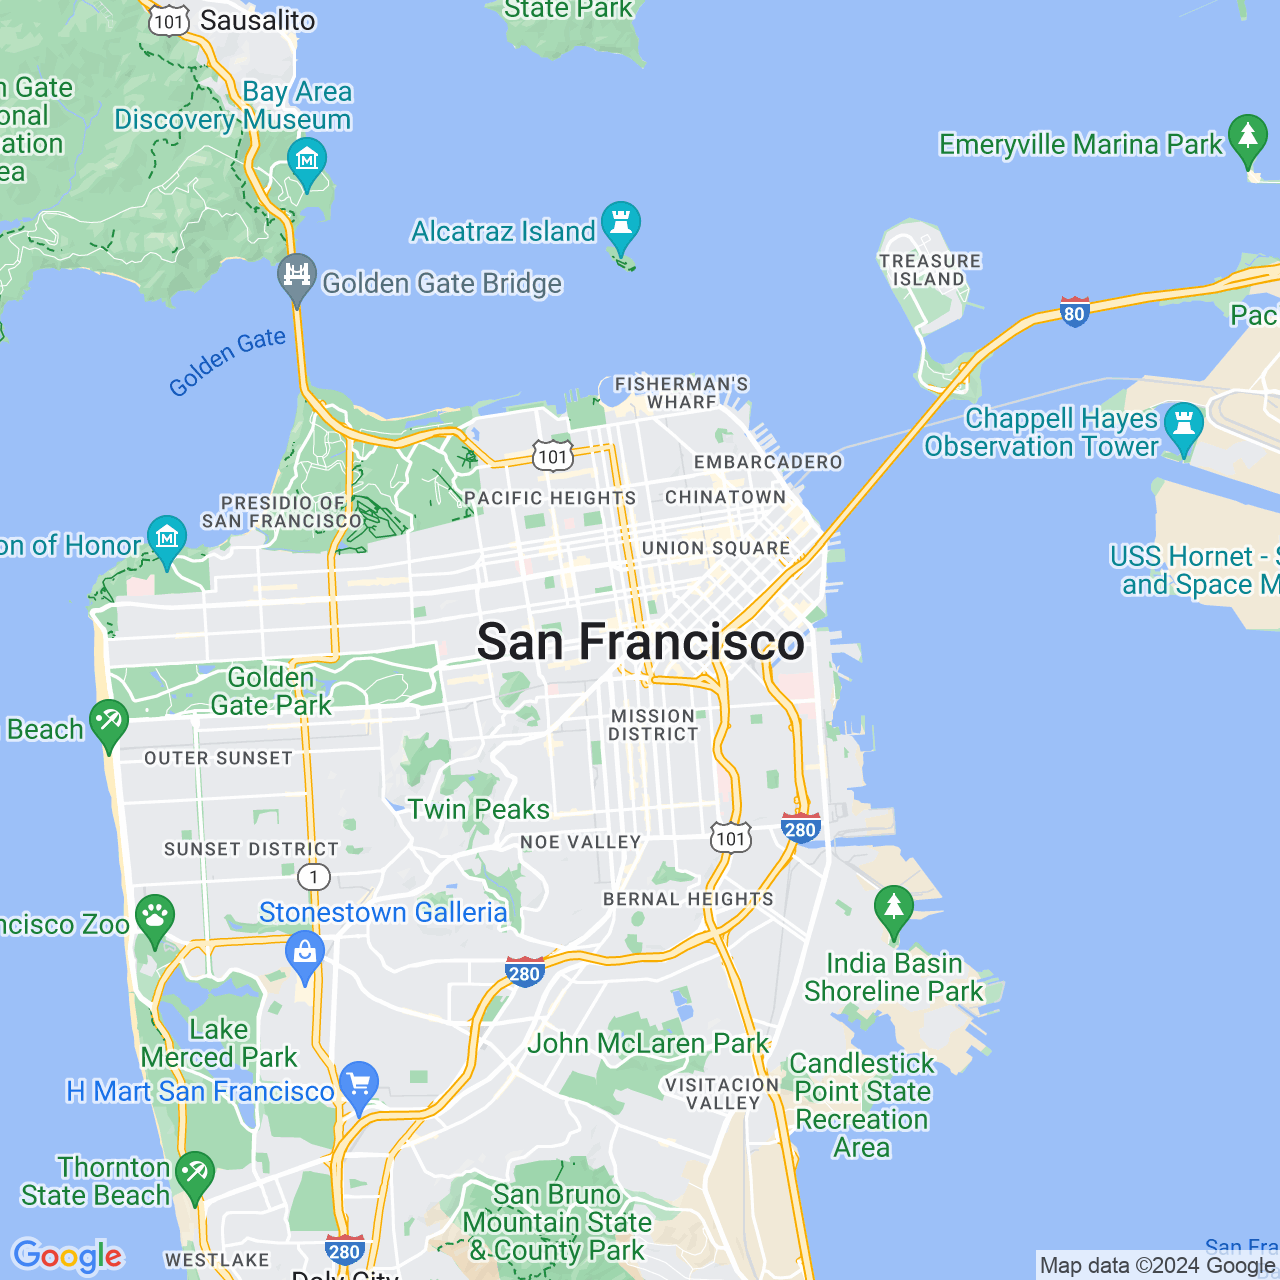 State Park
101
Sausalito
n Gate
onal
ation
ea
Bay Area
Discovery Museum
Emeryville Marina Park
Alcatraz Island
TREASURE
ISLAND
Golden Gate Bridge
80
Paci
Golden Gate
FISHERMAN'S
WHARF
Chappell Hayes
Observation Tower
101
EMBARCADERO
PACIFIC HEIGHTS
CHINATOWN
PRESIDIO OF
SAN FRANCISCO
on of Honor
UNION SQUARE
USS Hornet - S
and Space M
San Francisco
Golden
Gate Park
Beach
MISSION
DISTRICT
OUTER SUNSET
Twin Peaks
NOE VALLEY
101
280
SUNSET DISTRICT
1
BERNAL HEIGHTS
Stonestown Galleria
ncisco Zoo
280
India Basin
Shoreline Park
Lake
Merced Park
John McLaren Park
H Mart San Francisco
VISITACION
VALLEY
Candlestick
Point State
Recreation
Area
Thornton
State Beach
San Bruno
Mountain State
& County Park
Google
WESTLAKE
280
Daly City
San Fra
Map data ©2024 Google